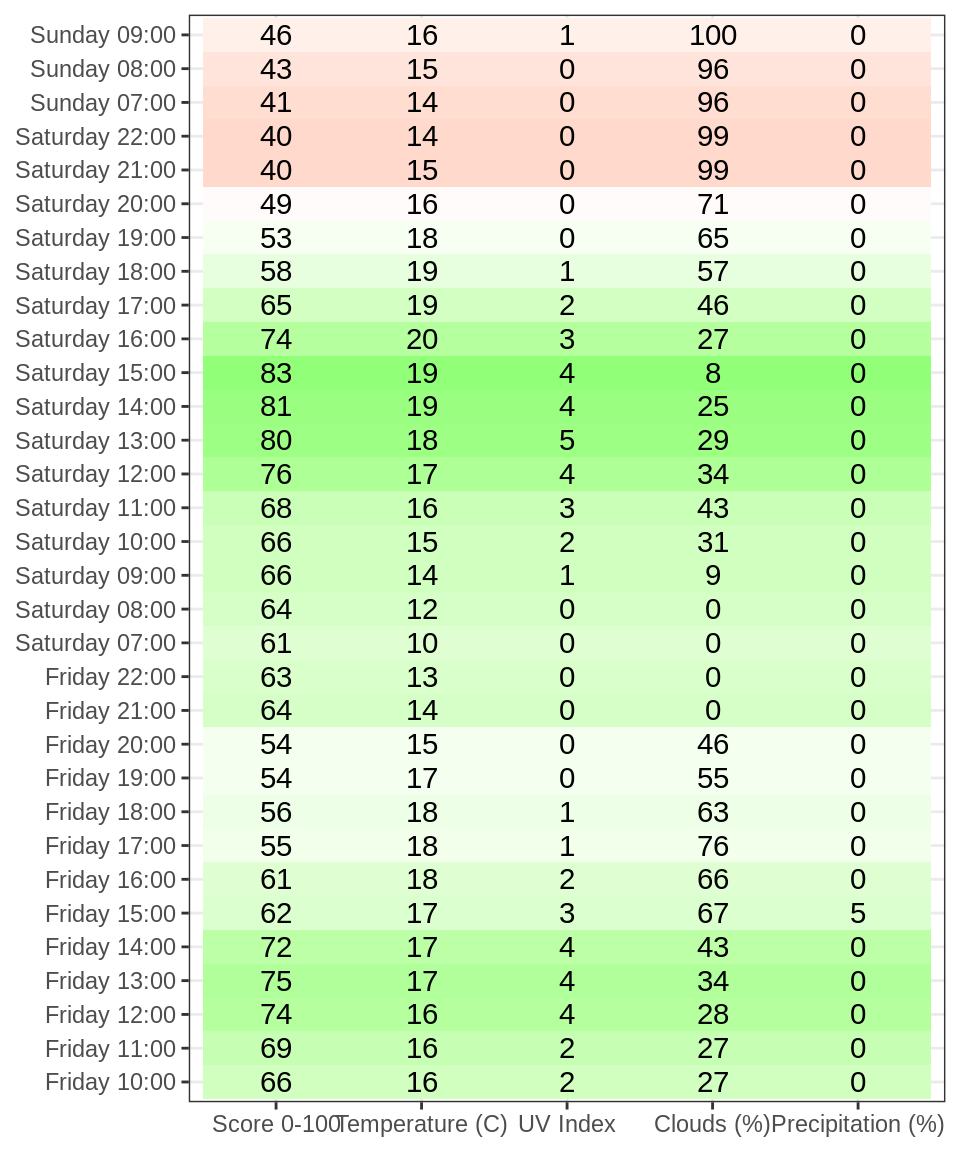 Sunday 09:00 46 16 1 100 0
Sunday 08:00 43 15 0 96 0
Sunday 07:00 41 14 0 96 0
Saturday 22:00 40 14 0 99 0
Saturday 21:00 40 15 0 99 0
Saturday 20:00 49 16 0 71 0
Saturday 19:00 53 18 0 65 0
Saturday 18:00 58 19 1 57 0
Saturday 17:00 65 19 2 46 0
Saturday 16:00 74 20 3 27 0
Saturday 15:00 83 19 4 8 0
Saturday 14:00 81 19 4 25 0
Saturday 13:00 80 18 5 29 0
Saturday 12:00 76 17 4 34 0
Saturday 11:00 68 16 3 43 0
Saturday 10:00 66 15 2 31 0
Saturday 09:00 66 14 1 9 0
Saturday 08:00 64 12 0 0 0
Saturday 07:00 61 10 0 0 0
Friday 22:00 63 13 0 0 0
Friday 21:00 64 14 0 0 0
Friday 20:00 54 15 0 46 0
Friday 19:00 54 17 0 55 0
Friday 18:00 56 18 1 63 0
Friday 17:00 55 18 1 76 0
Friday 16:00 61 18 2 66 0
Friday 15:00 62 17 3 67 5
Friday 14:00 72 17 4 43 0
Friday 13:00 75 17 4 34 0
Friday 12:00 74 16 4 28 0
Friday 11:00 69 16 2 27 0
Friday 10:00 66 16 2 27 0
Score 0-100 Temperature (C) UV Index Clouds (%) Precipitation (%)